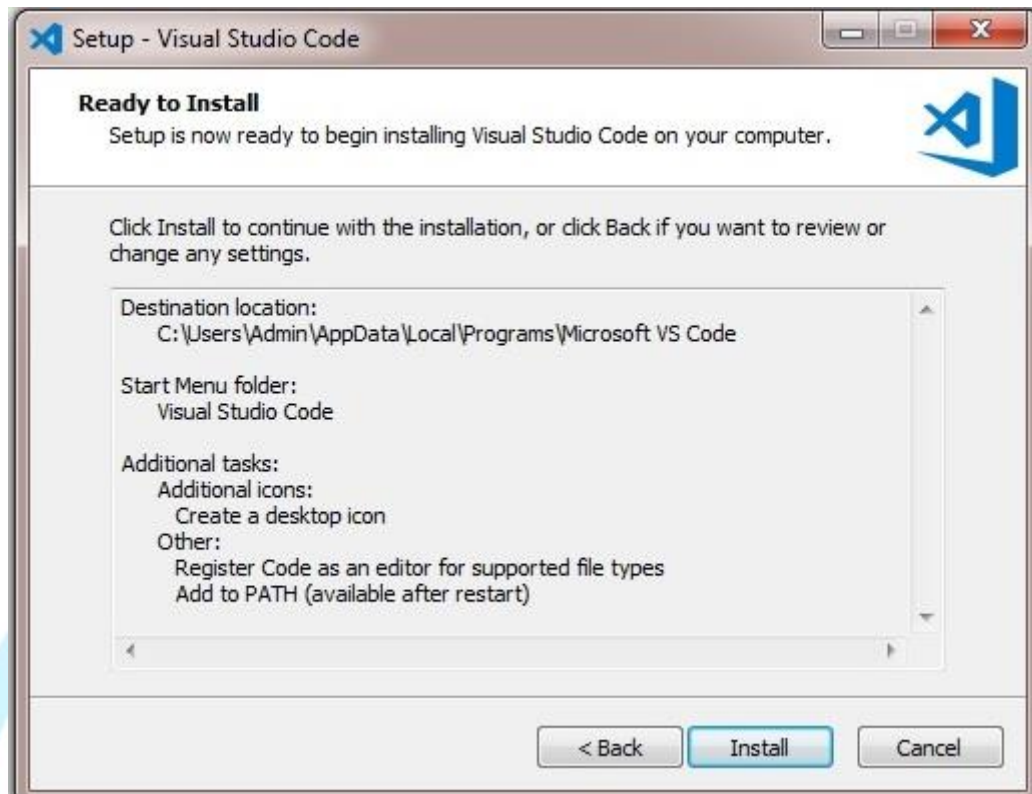 Setup - Visual Studio Code
Ready to Install
Setup is now ready to begin installing Visual Studio Code on your computer.
Click Install to continue with the installation, or click Back if you want to review or
change any settings.
Destination location:
C:\Users\Admin\AppData\Local\Programs\Microsoft VS Code
Start Menu folder:
Visual Studio Code
Additional tasks:
Additional icons:
Create a desktop icon
Other:
Register Code as an editor for supported file types
Add to PATH (available after restart)
< Back Install Cancel